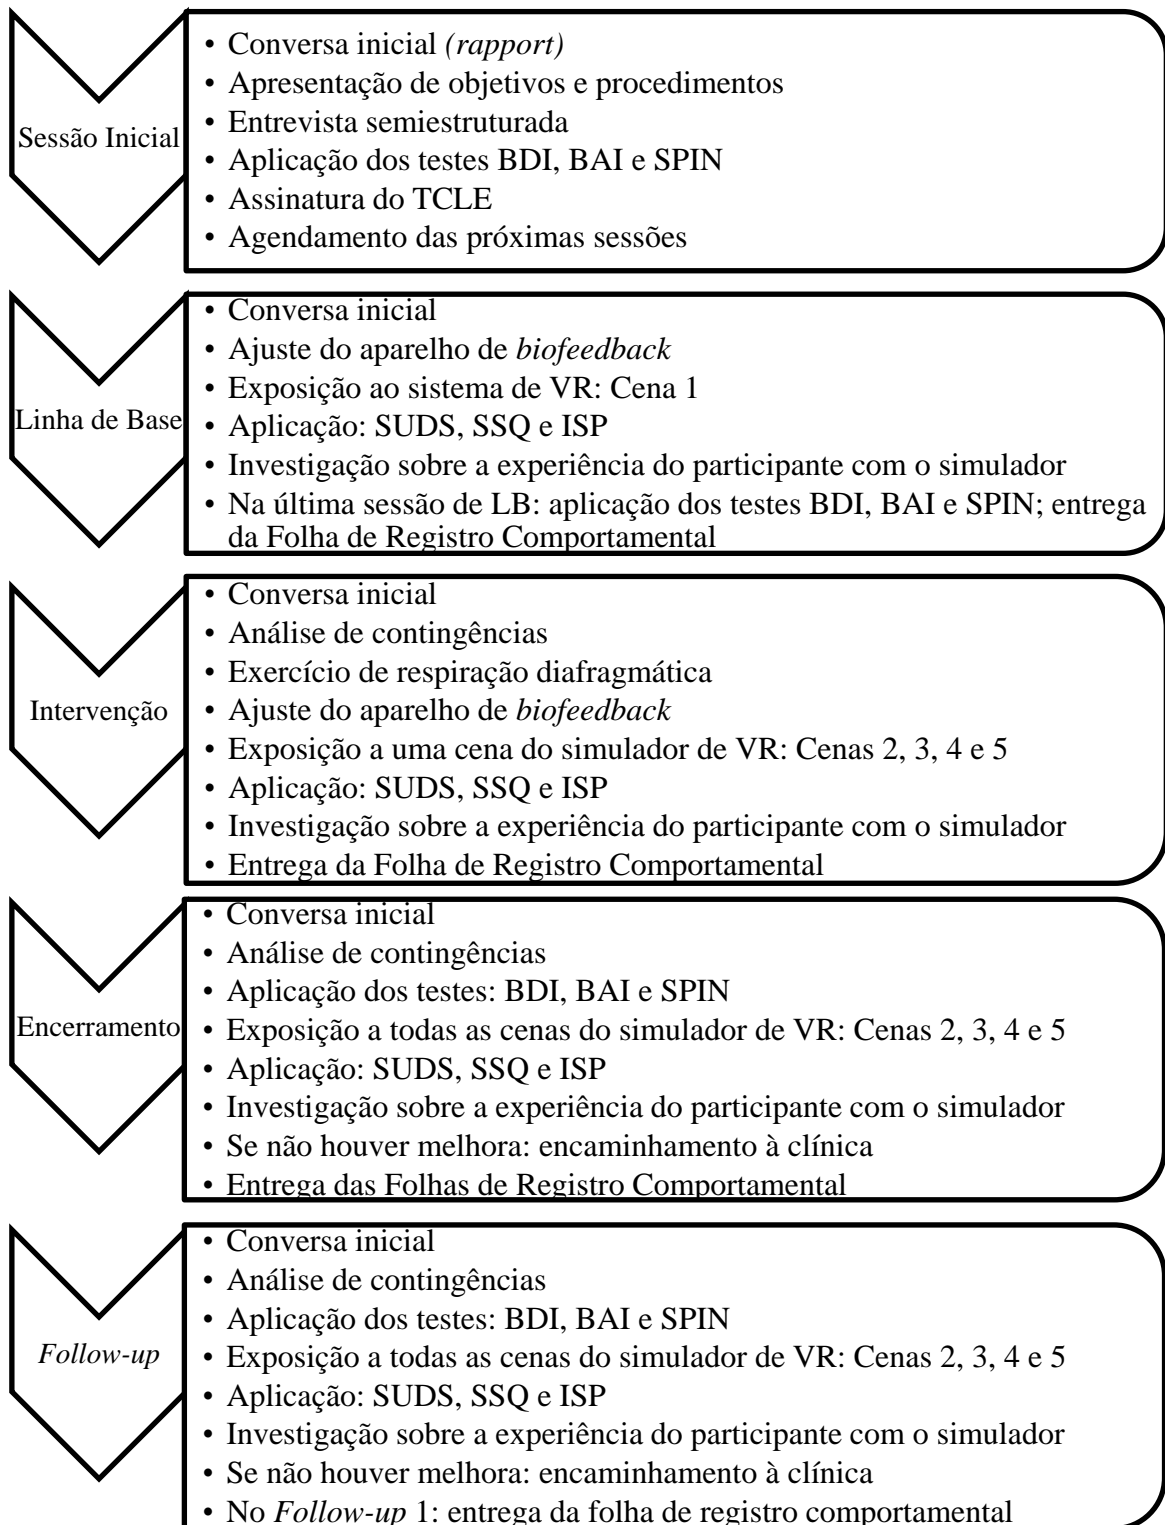 Sessão Inicial
• Conversa inicial (rapport)
• Apresentação de objetivos e procedimentos
• Entrevista semiestruturada
• Aplicação dos testes BDI, BAI e SPIN
• Assinatura do TCLE
• Agendamento das próximas sessões
Linha de Base
• Conversa inicial
• Ajuste do aparelho de biofeedback
• Exposição ao sistema de VR: Cena 1
• Aplicação: SUDS, SSQ e ISP
• Investigação sobre a experiência do participante com o simulador
• Na última sessão de LB: aplicação dos testes BDI, BAI e SPIN; entrega
da Folha de Registro Comportamental
Intervenção
• Conversa inicial
• Análise de contingências
• Exercício de respiração diafragmática
• Ajuste do aparelho de biofeedback
• Exposição a uma cena do simulador de VR: Cenas 2, 3, 4 e 5
• Aplicação: SUDS, SSQ e ISP
• Investigação sobre a experiência do participante com o simulador
• Entrega da Folha de Registro Comportamental
Encerramento
• Conversa inicial
• Análise de contingências
• Aplicação dos testes: BDI, BAI e SPIN
• Exposição a todas as cenas do simulador de VR: Cenas 2, 3, 4 e 5
• Aplicação: SUDS, SSQ e ISP
• Investigação sobre a experiência do participante com o simulador
• Se não houver melhora: encaminhamento à clínica
• Entrega das Folhas de Registro Comportamental
Follow-up
• Conversa inicial
• Análise de contingências
• Aplicação dos testes: BDI, BAI e SPIN
• Exposição a todas as cenas do simulador de VR: Cenas 2, 3, 4 e 5
• Aplicação: SUDS, SSQ e ISP
• Investigação sobre a experiência do participante com o simulador
• Se não houver melhora: encaminhamento à clínica
• No Follow-up 1: entrega da folha de registro comportamental